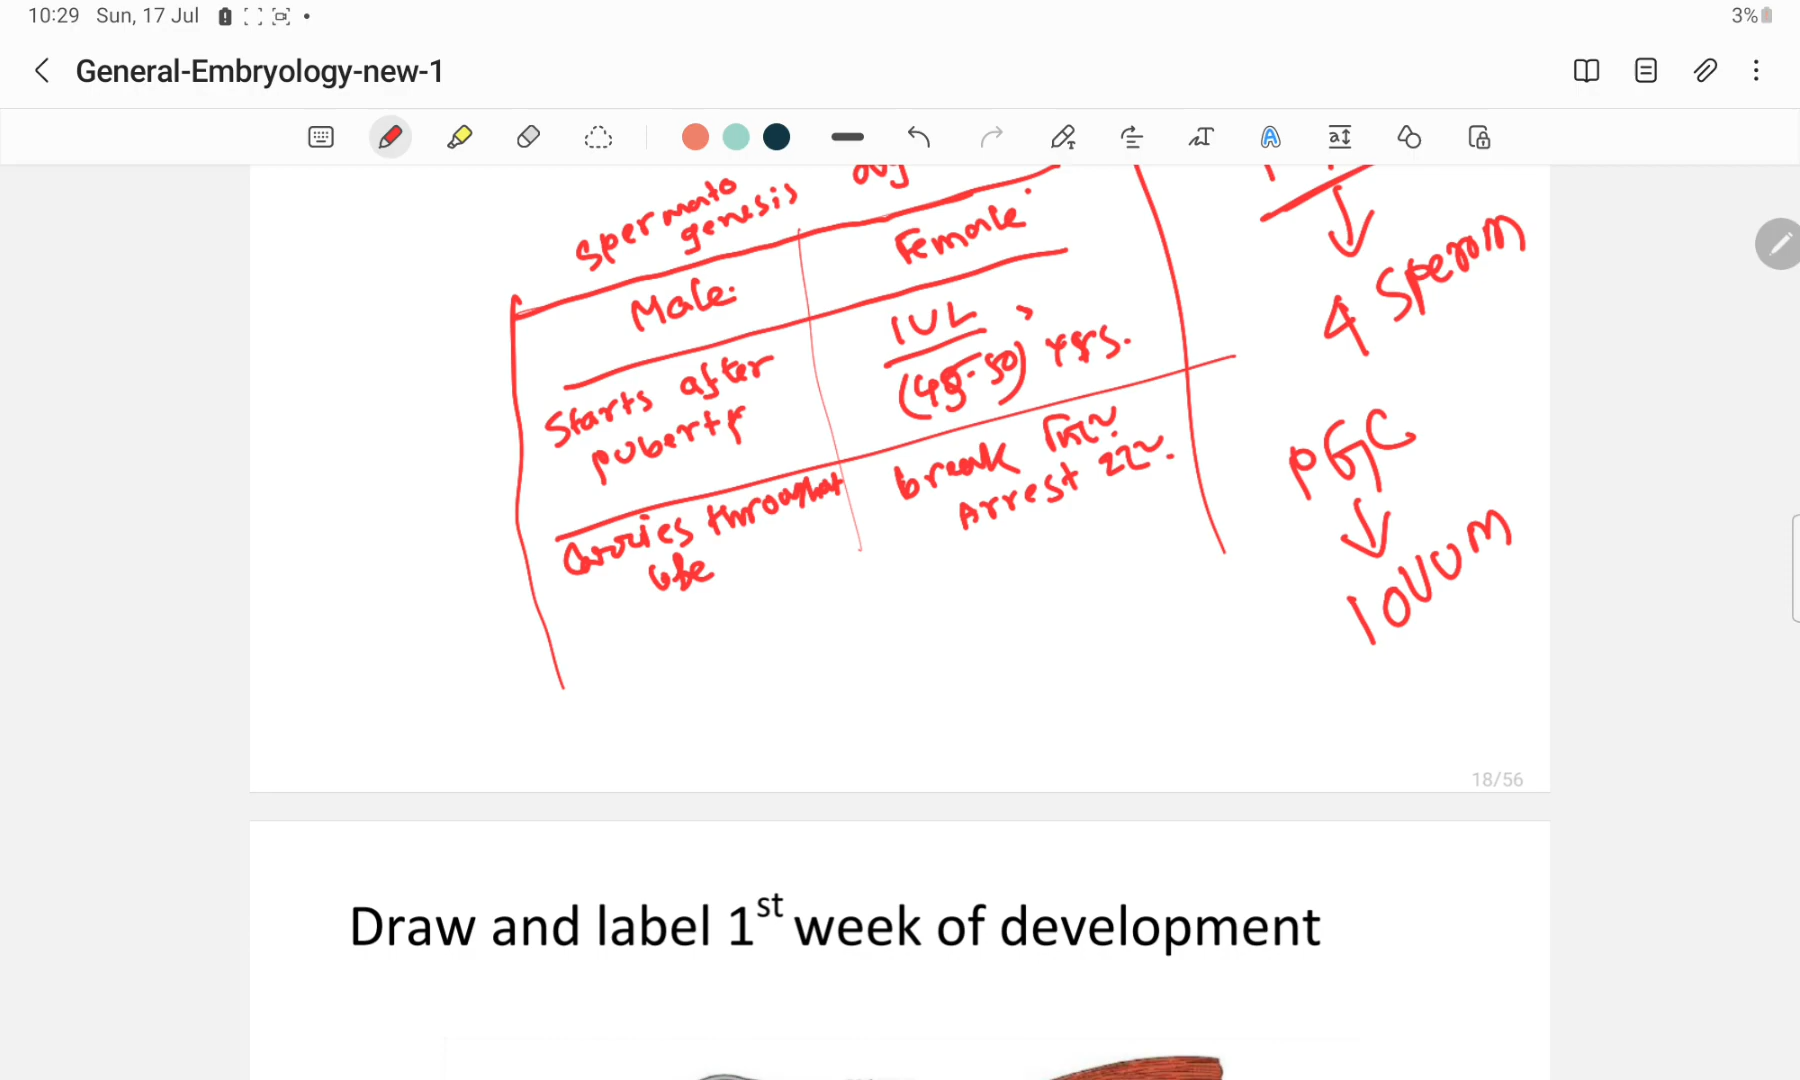 10:29 Sun, 17 Jul
3%
General-Embryology-new-1
spermato
genesis
Male.
Female.
Starts after
puberty
IUL
(45-50) yrs.
Carries throughout
life
break
Arrest
4 Sperm
PGC
1 OVUM
18/56
Draw and label 1st week of development